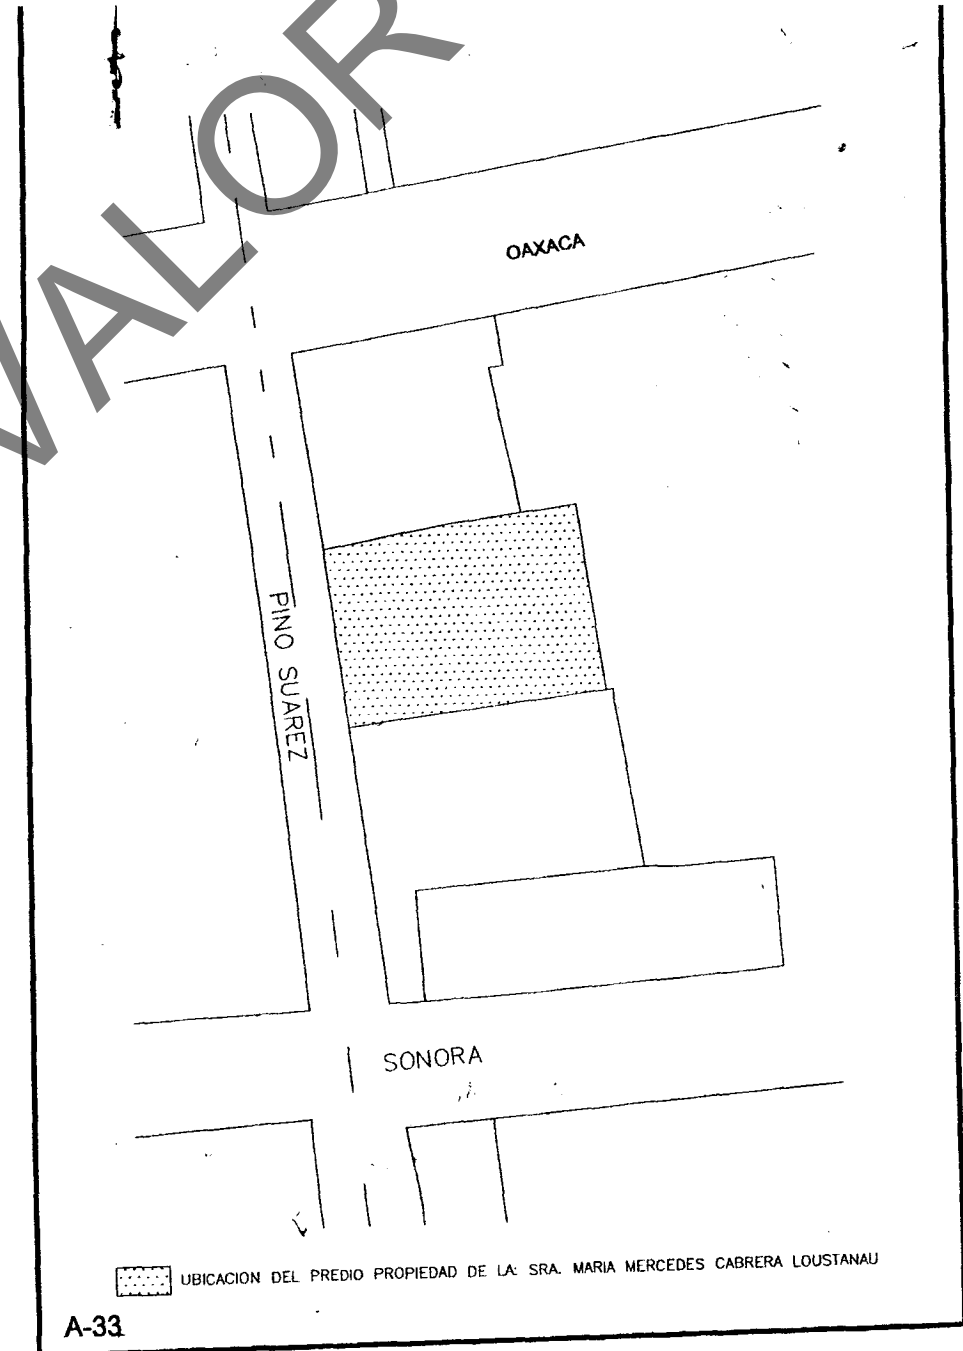 VALOR
OAXACA
PINO SUAREZ
SONORA
UBICACION DEL PREDIO PROPIEDAD DE LA: SRA. MARIA MERCEDES CABRERA LOUSTANAU
A-33